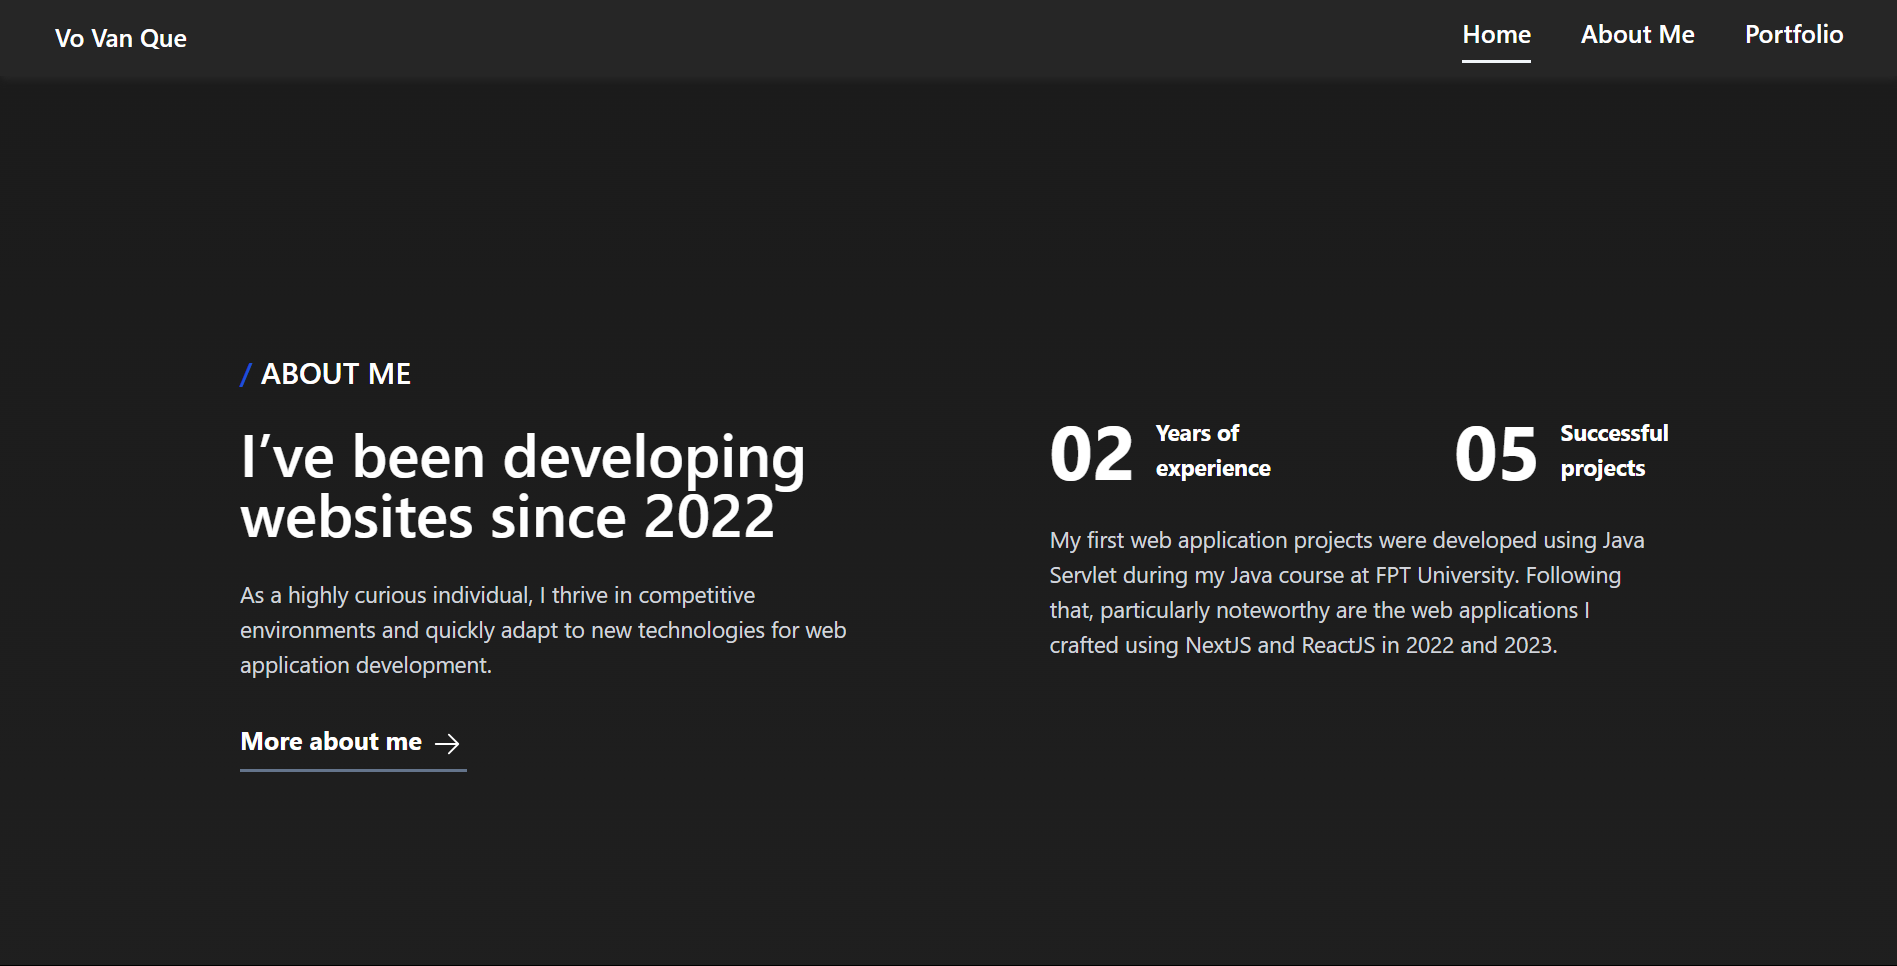 Vo Van Que
Home
About Me
Portfolio
/ ABOUT ME
I’ve been developing
websites since 2022
As a highly curious individual, I thrive in competitive
environments and quickly adapt to new technologies for web
application development.
More about me →
02
Years of
experience
05
Successful
projects
My first web application projects were developed using Java
Servlet during my Java course at FPT University. Following
that, particularly noteworthy are the web applications I
crafted using NextJS and ReactJS in 2022 and 2023.